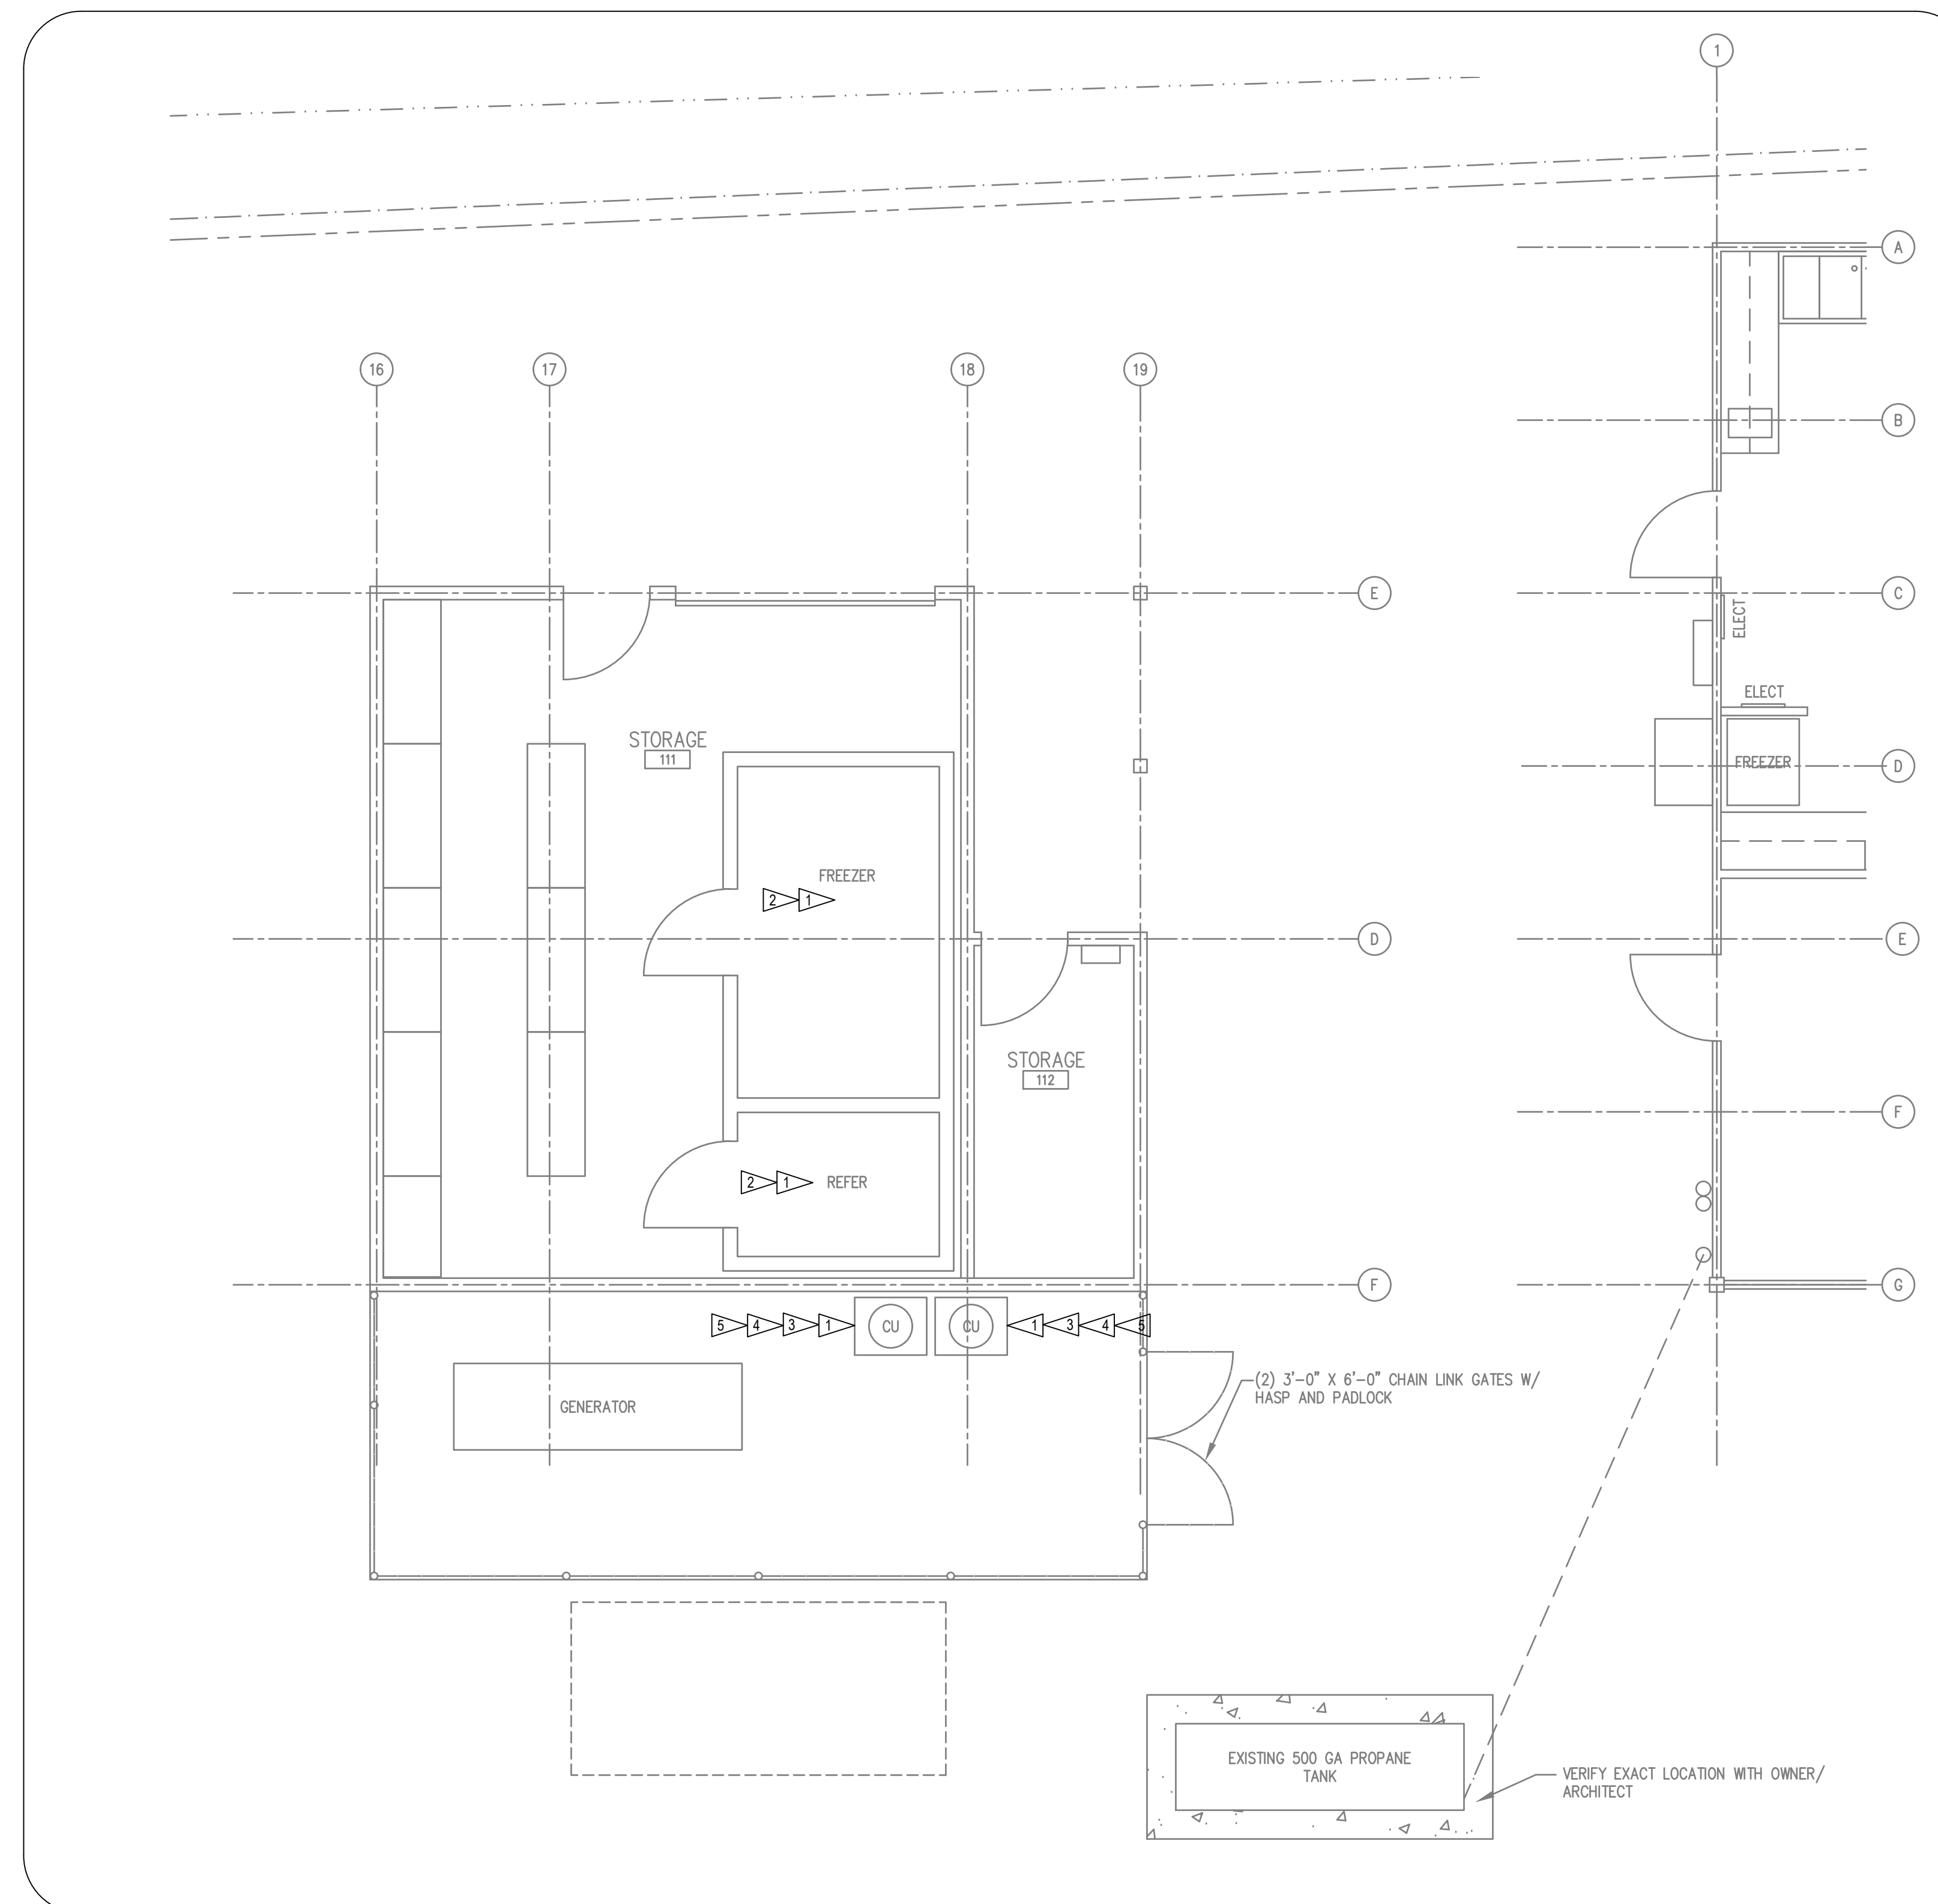 1
A
16
17
18
19
B
E
C
ELECT
ELECT
STORAGE
111
FREEZER
D
FREEZER
2 1
D
E
STORAGE
112
F
2 1
REFER
F
G
5 4 3 1
CU
CU
1 3 4 5
(2) 3'-0" X 6'-0" CHAIN LINK GATES W/
HASP AND PADLOCK
GENERATOR
EXISTING 500 GA PROPANE
TANK
VERIFY EXACT LOCATION WITH OWNER/
ARCHITECT